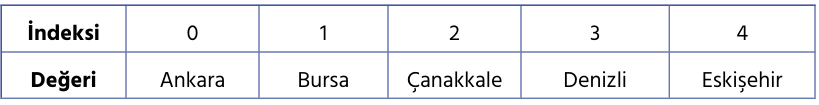 İndeksi 0 1 2 3 4
Değeri Ankara Bursa Çanakkale Denizli Eskişehir